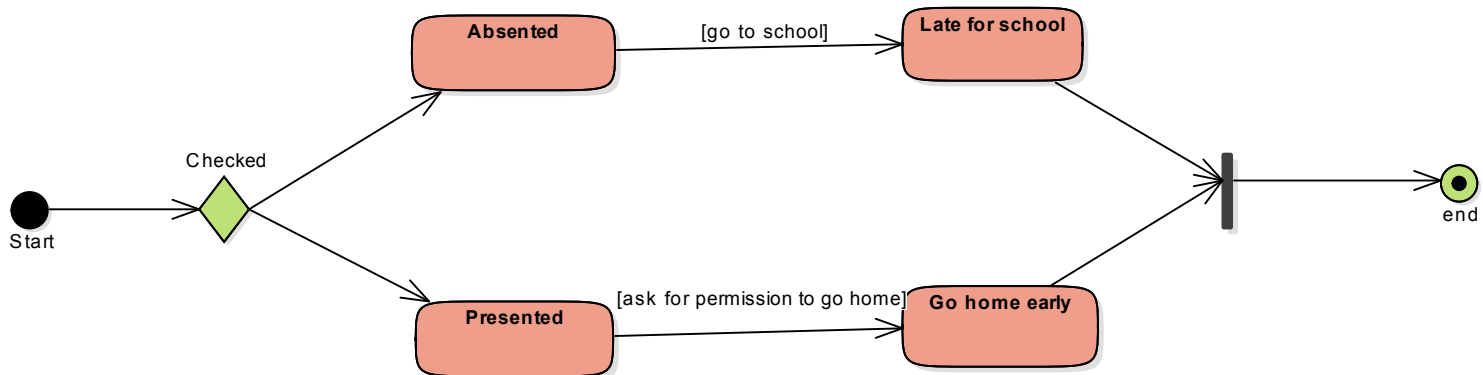 Absented
[go to school]
Late for school
Checked
Start
end
Presented
[ask for permission to go home]
Go home early